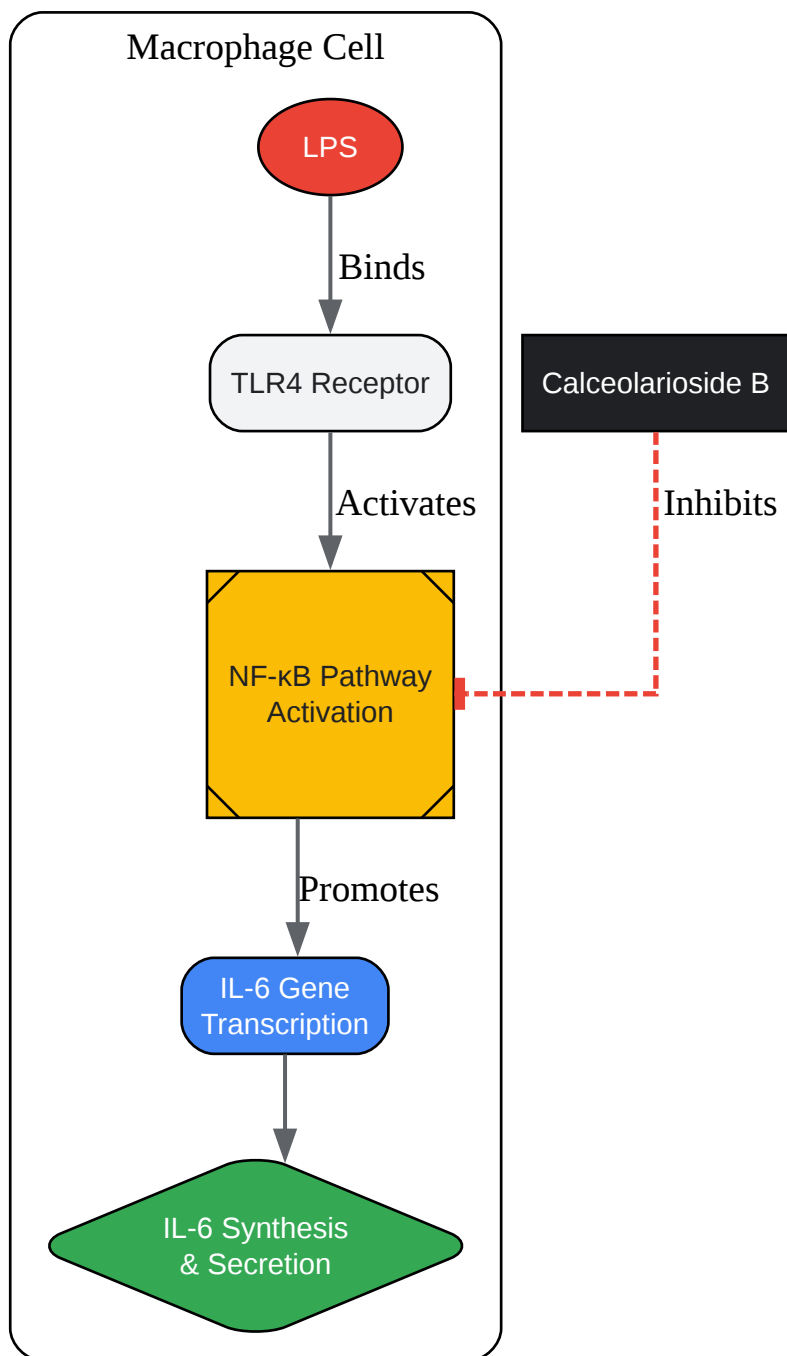 Macrophage Cell
LPS
Binds
TLR4 Receptor
Calceolarioside B
Activates
Inhibits
NF-κB Pathway
Activation
Promotes
IL-6 Gene
Transcription
IL-6 Synthesis
& Secretion